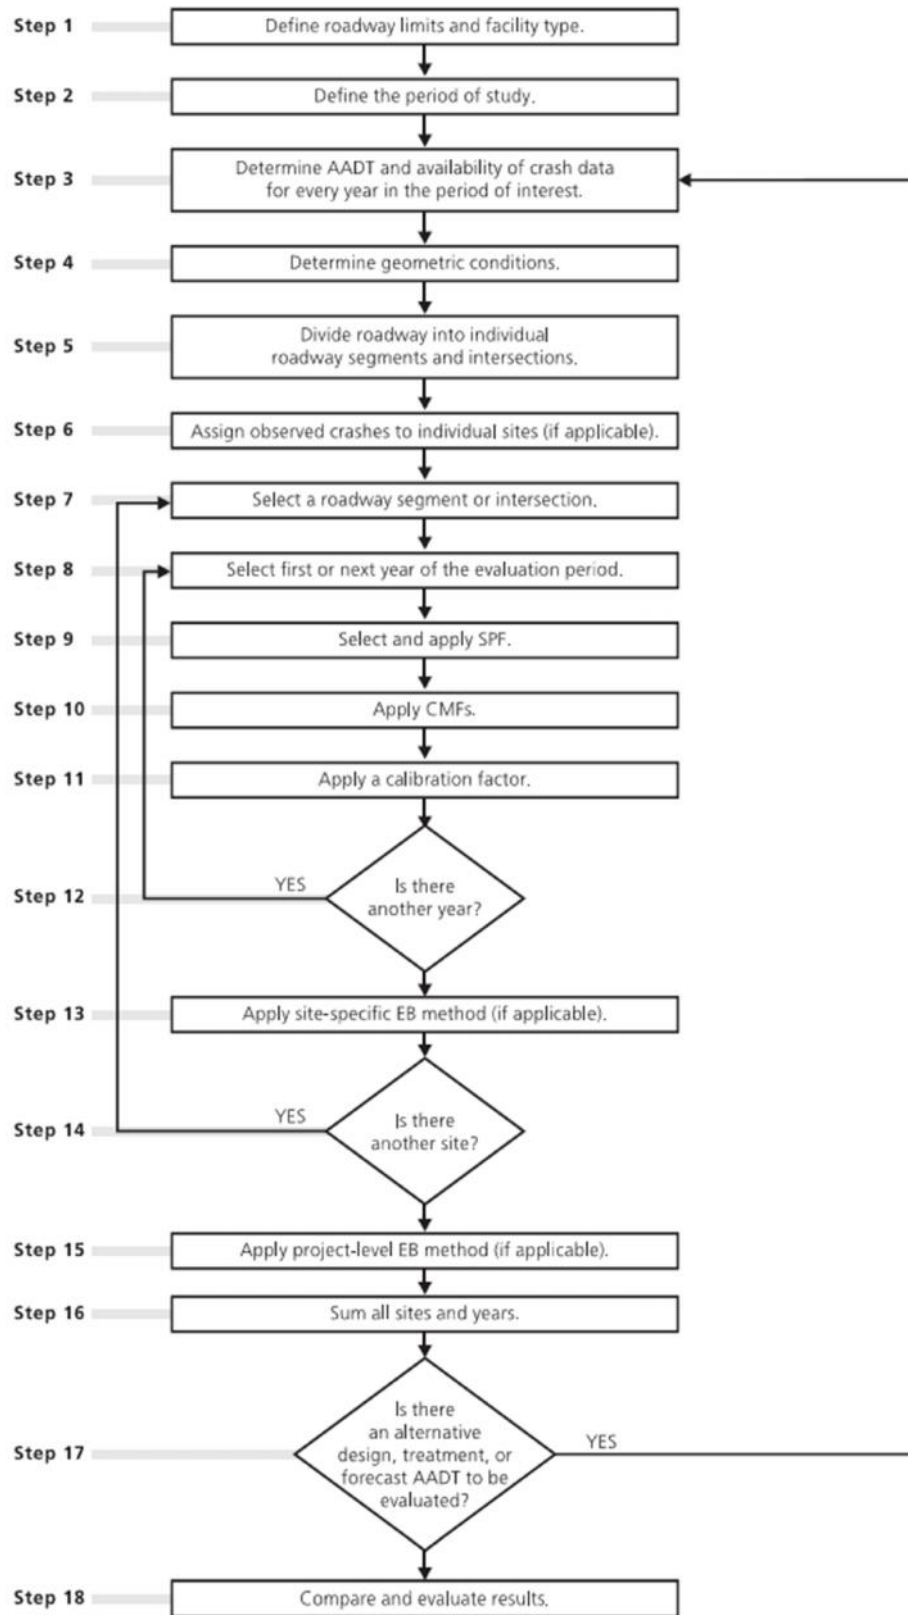 Step 1
Define roadway limits and facility type.
Step 2
Define the period of study.
Step 3
Determine AADT and availability of crash data
for every year in the period of interest.
Step 4
Determine geometric conditions.
Step 5
Divide roadway into individual
roadway segments and intersections.
Step 6
Assign observed crashes to individual sites (if applicable).
Step 7
Select a roadway segment or intersection.
Step 8
Select first or next year of the evaluation period.
Step 9
Select and apply SPF.
Step 10
Apply CMFs.
Step 11
Apply a calibration factor.
Step 12
YES
Is there
another year?
Step 13
Apply site-specific EB method (if applicable).
Step 14
YES
Is there
another site?
Step 15
Apply project-level EB method (if applicable).
Step 16
Sum all sites and years.
Step 17
Is there
an alternative
design, treatment, or
forecast AADT to be
evaluated?
YES
Step 18
Compare and evaluate results.